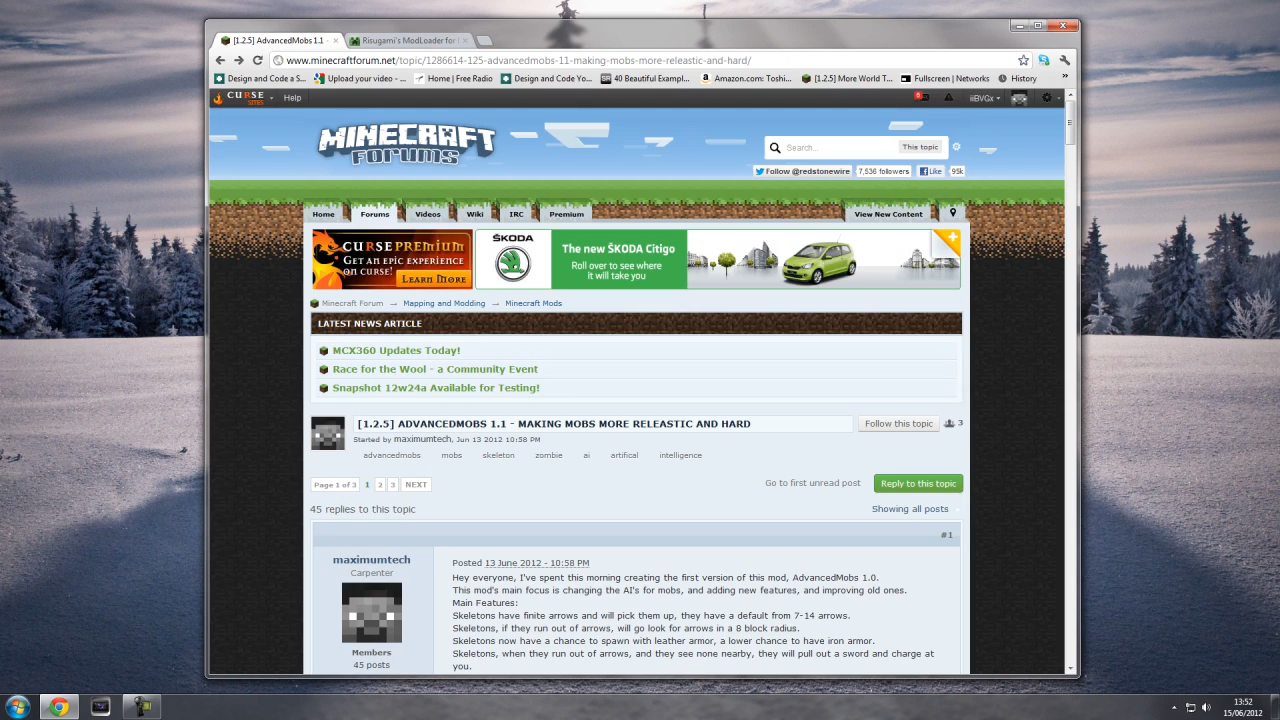 [1.2.5] AdvancedMobs 1.1 -
Risugami's ModLoader for
www.minecraftforum.net/topic/1286614-125-advancedmobs-11-making-mobs-more-releastic-and-hard/
Design and Code a S...
Upload your video - ...
Home | Free Radio
Design and Code Yo...
40 Beautiful Exampl...
Amazon.com: Toshi...
[1.2.5] More World T...
Fullscreen | Networks
History
»
CURSE
SITES
Help
6
iiBVGx
MINECRAFT
FORUMS
Search...
This topic
Follow @redstonewire
7,536 followers
Like
95k
Home
Forums
Videos
Wiki
IRC
Premium
View New Content
CURSE PREMIUM
GET AN EPIC EXPERIENCE
ON CURSE!
LEARN MORE
ŠKODA
The new ŠKODA Citigo
Roll over to see where
it will take you
Minecraft Forum → Mapping and Modding → Minecraft Mods
LATEST NEWS ARTICLE
MCX360 Updates Today!
Race for the Wool - a Community Event
Snapshot 12w24a Available for Testing!
[1.2.5] ADVANCEDMOBS 1.1 - MAKING MOBS MORE RELEASTIC AND HARD
Follow this topic
3
Started by maximumtech, Jun 13 2012 10:58 PM
advancedmobs mobs skeleton zombie ai artifical intelligence
Page 1 of 3 1 2 3 NEXT
Go to first unread post
Reply to this topic
45 replies to this topic
Showing all posts
#1
maximumtech
Carpenter
Members
45 posts
Posted 13 June 2012 - 10:58 PM
Hey everyone, I've spent this morning creating the first version of this mod, AdvancedMobs 1.0.
This mod's main focus is changing the AI's for mobs, and adding new features, and improving old ones.
Main Features:
Skeletons have finite arrows and will pick them up, they have a default from 7-14 arrows.
Skeletons, if they run out of arrows, will go look for arrows in a 8 block radius.
Skeletons now have a chance to spawn with leather armor, a lower chance to have iron armor.
Skeletons, when they run out of arrows, and they see none nearby, they will pull out a sword and charge at
you.
13:52
15/06/2012